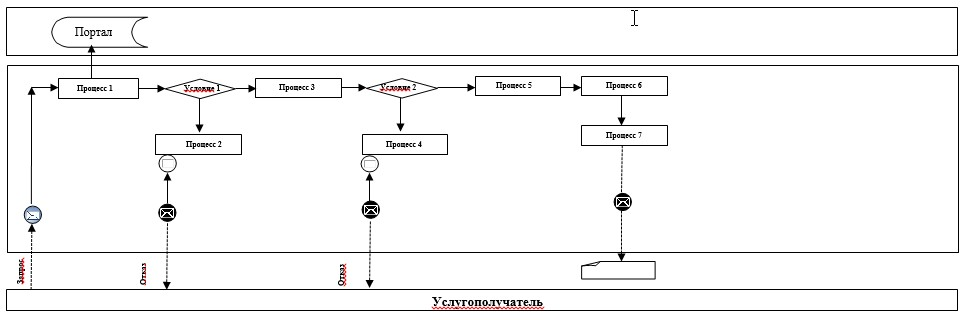 Портал
Процесс 1
Условие 1
Процесс 3
Условие 2
Процесс 5
Процесс 6
Процесс 2
Процесс 4
Процесс 7
Запрос
Отказ
Отказ
Услугополучатель